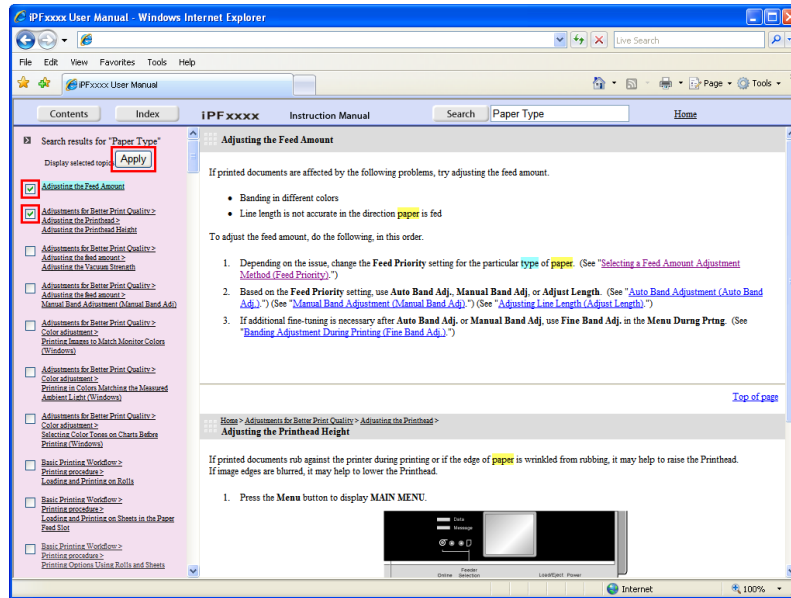 iPFxxxx User Manual - Windows Internet Explorer
Live Search
File Edit View Favorites Tools Help
iPFxxxx User Manual
Page Tools
Contents Index iPFxxxx Instruction Manual Search Paper Type Home
Search results for "Paper Type"
Display selected topics Apply
Adjusting the Feed Amount
Adjustments for Better Print Quality >
Adjusting the Printhead >
Adjusting the Printhead Height
Adjustments for Better Print Quality >
Adjusting the feed amount >
Adjusting the Vacuum Strength
Adjustments for Better Print Quality >
Adjusting the feed amount >
Manual Band Adjustment (Manual Band Adj)
Adjustments for Better Print Quality >
Color adjustment >
Printing Images to Match Monitor Colors
(Windows)
Adjustments for Better Print Quality >
Color adjustment >
Printing in Colors Matching the Measured
Ambient Light (Windows)
Adjustments for Better Print Quality >
Color adjustment >
Selecting Color Tones on Charts Before
Printing (Windows)
Basic Printing Workflow >
Printing procedure >
Loading and Printing on Rolls
Basic Printing Workflow >
Printing procedure >
Loading and Printing on Sheets in the Paper
Feed Slot
Basic Printing Workflow >
Printing procedure >
Printing Options Using Rolls and Sheets
Adjusting the Feed Amount
If printed documents are affected by the following problems, try adjusting the feed amount.
• Banding in different colors
• Line length is not accurate in the direction paper is fed
To adjust the feed amount, do the following, in this order.
1. Depending on the issue, change the Feed Priority setting for the particular type of paper. (See "Selecting a Feed Amount Adjustment
Method (Feed Priority).")
2. Based on the Feed Priority setting, use Auto Band Adj., Manual Band Adj, or Adjust Length. (See "Auto Band Adjustment (Auto Band
Adj.).") (See "Manual Band Adjustment (Manual Band Adj).") (See "Adjusting Line Length (Adjust Length).")
3. If additional fine-tuning is necessary after Auto Band Adj. or Manual Band Adj, use Fine Band Adj. in the Menu Durng Prtng. (See
"Banding Adjustment During Printing (Fine Band Adj.).")
Top of page
Home > Adjustments for Better Print Quality > Adjusting the Printhead >
Adjusting the Printhead Height
If printed documents rub against the printer during printing or if the edge of paper is wrinkled from rubbing, it may help to raise the Printhead.
If image edges are blurred, it may help to lower the Printhead.
1. Press the Menu button to display MAIN MENU.
Data
Message
Feeder
Online Selection Load/Eject Power
Internet 100%